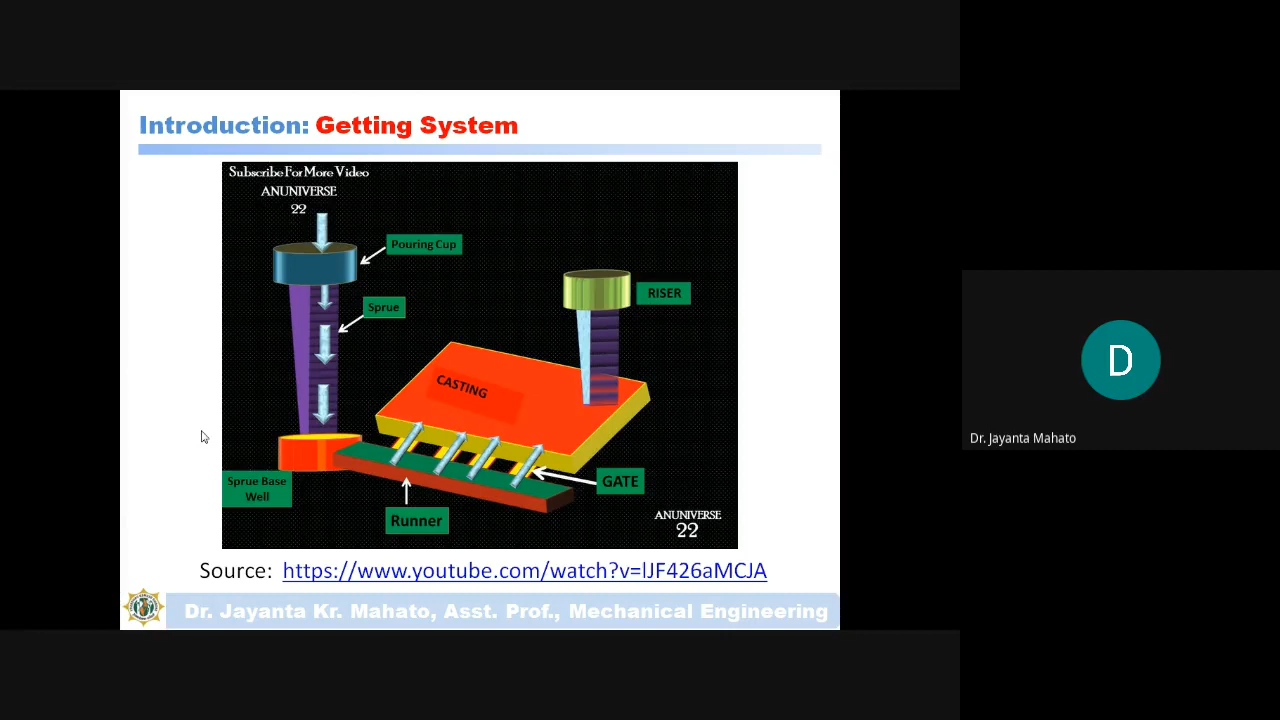 Introduction: Getting System
Subscribe For More Video
ANUNIVERSE
22
Pouring Cup
Sprue
RISER
CASTING
GATE
Sprue Base
Well
Runner
ANUNIVERSE
22
Source: https://www.youtube.com/watch?v=lJF426aMCJA
Dr. Jayanta Kr. Mahato, Asst. Prof., Mechanical Engineering
D
Dr. Jayanta Mahato